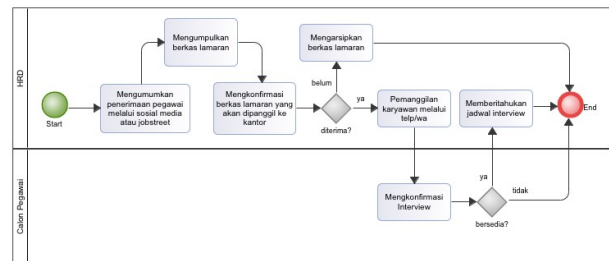 HRD
Start
Mengumumkan
penerimaan pegawai
melalui sosial media
atau jobstreet
Mengumpulkan
berkas lamaran
Mengkonfirmasi
berkas lamaran yang
akan dipanggil ke
kantor
Mengarsipkan
berkas lamaran
belum
diterima?
ya
Pemanggilan
karyawan melalui
telp/wa
Memberitahukan
jadwal interview
End
Calon Pegawai
Mengkonfirmasi
Interview
ya
tidak
bersedia?